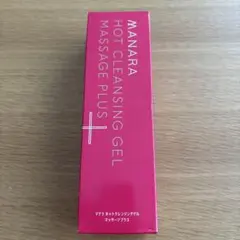 MANARA
HOT CLEANSING GEL
MASSAGE PLUS
マナラ ホットクレンジングゲル
マッサージプラス